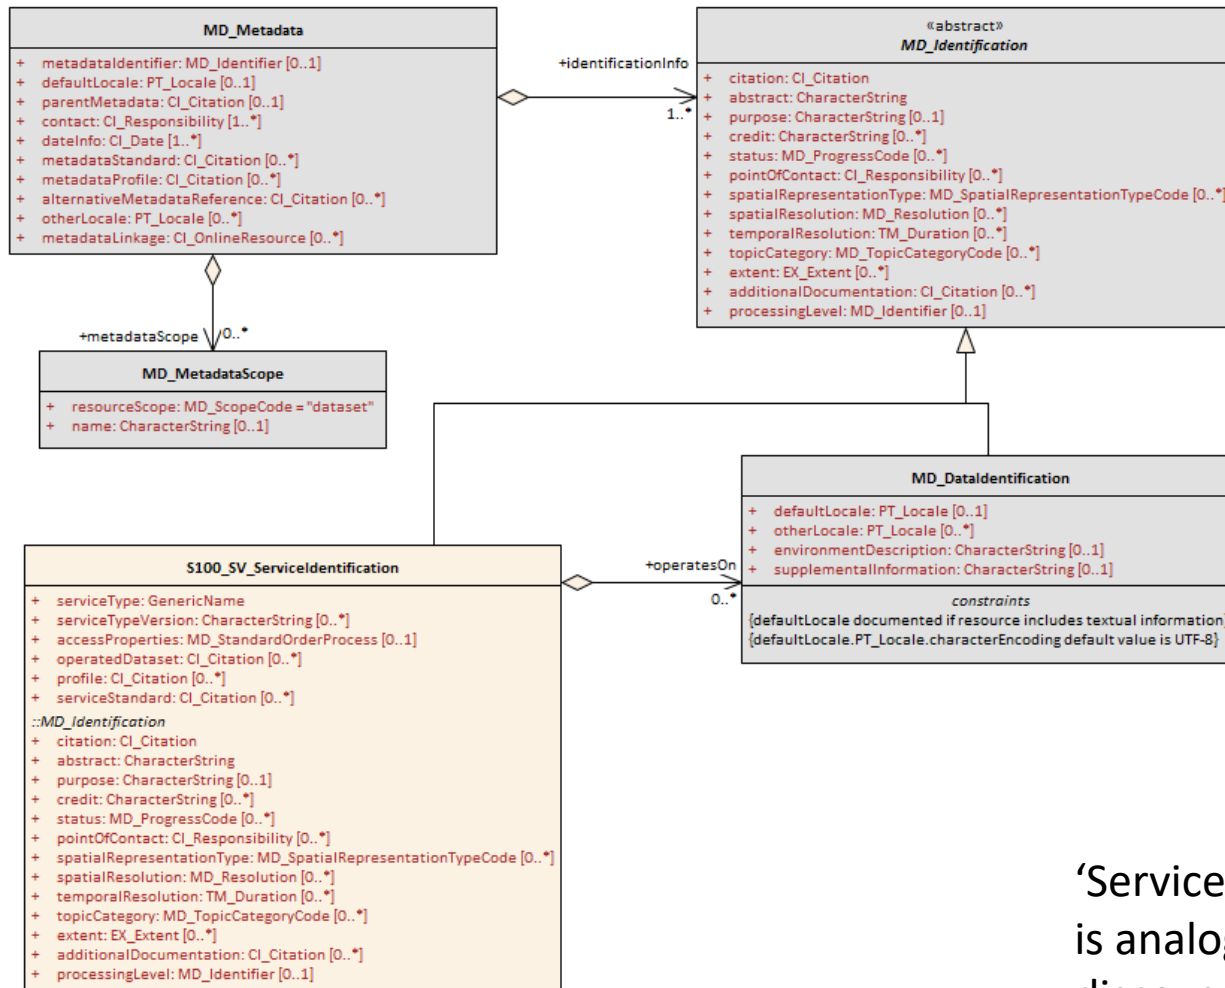 MD_Metadata
+ metadataIdentifier: MD_Identifier [0..1]
+ defaultLocale: PT_Locale [0..1]
+ parentMetadata: CI_Citation [0..1]
+ contact: CI_Responsibility [1..*]
+ dateInfo: CI_Date [1..*]
+ metadataStandard: CI_Citation [0..*]
+ metadataProfile: CI_Citation [0..*]
+ alternativeMetadataReference: CI_Citation [0..*]
+ otherLocale: PT_Locale [0..*]
+ metadataLinkage: CI_OnlineResource [0..*]
+identificationInfo
1..*
«abstract»
MD_Identification
+ citation: CI_Citation
+ abstract: CharacterString
+ purpose: CharacterString [0..1]
+ credit: CharacterString [0..*]
+ status: MD_ProgressCode [0..*]
+ pointOfContact: CI_Responsibility [0..*]
+ spatialRepresentationType: MD_SpatialRepresentationTypeCode [0..*]
+ spatialResolution: MD_Resolution [0..*]
+ temporalResolution: TM_Duration [0..*]
+ topicCategory: MD_TopicCategoryCode [0..*]
+ extent: EX_Extent [0..*]
+ additionalDocumentation: CI_Citation [0..*]
+ processingLevel: MD_Identifier [0..1]
+metadataScope 0..*
MD_MetadataScope
+ resourceScope: MD_ScopeCode = "dataset"
+ name: CharacterString [0..1]
MD_DataIdentification
+ defaultLocale: PT_Locale [0..1]
+ otherLocale: PT_Locale [0..*]
+ environmentDescription: CharacterString [0..1]
+ supplementalInformation: CharacterString [0..1]
constraints
{defaultLocale documented if resource includes textual information}
{defaultLocale.PT_Locale.characterEncoding default value is UTF-8}
+operatesOn
0..*
S100_SV_ServiceIdentification
+ serviceType: GenericName
+ serviceTypeVersion: CharacterString [0..*]
+ accessProperties: MD_StandardOrderProcess [0..1]
+ operatedDataset: CI_Citation [0..*]
+ profile: CI_Citation [0..*]
+ serviceStandard: CI_Citation [0..*]
::MD_Identification
+ citation: CI_Citation
+ abstract: CharacterString
+ purpose: CharacterString [0..1]
+ credit: CharacterString [0..*]
+ status: MD_ProgressCode [0..*]
+ pointOfContact: CI_Responsibility [0..*]
+ spatialRepresentationType: MD_SpatialRepresentationTypeCode [0..*]
+ spatialResolution: MD_Resolution [0..*]
+ temporalResolution: TM_Duration [0..*]
+ topicCategory: MD_TopicCategoryCode [0..*]
+ extent: EX_Extent [0..*]
+ additionalDocumentation: CI_Citation [0..*]
+ processingLevel: MD_Identifier [0..1]
‘Service
is analo